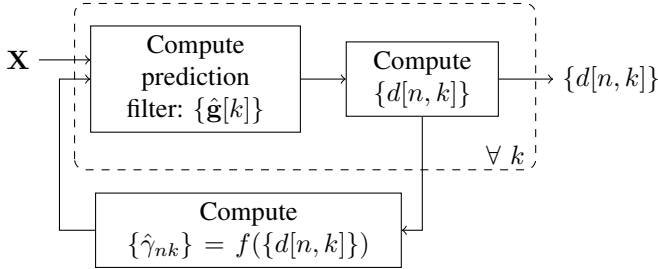 X
Compute
prediction
filter: {ĝ[k]}
Compute
{d[n, k]}
{d[n, k]}
∀ k
Compute
{γ̂ₙₖ} = f({d[n, k]})